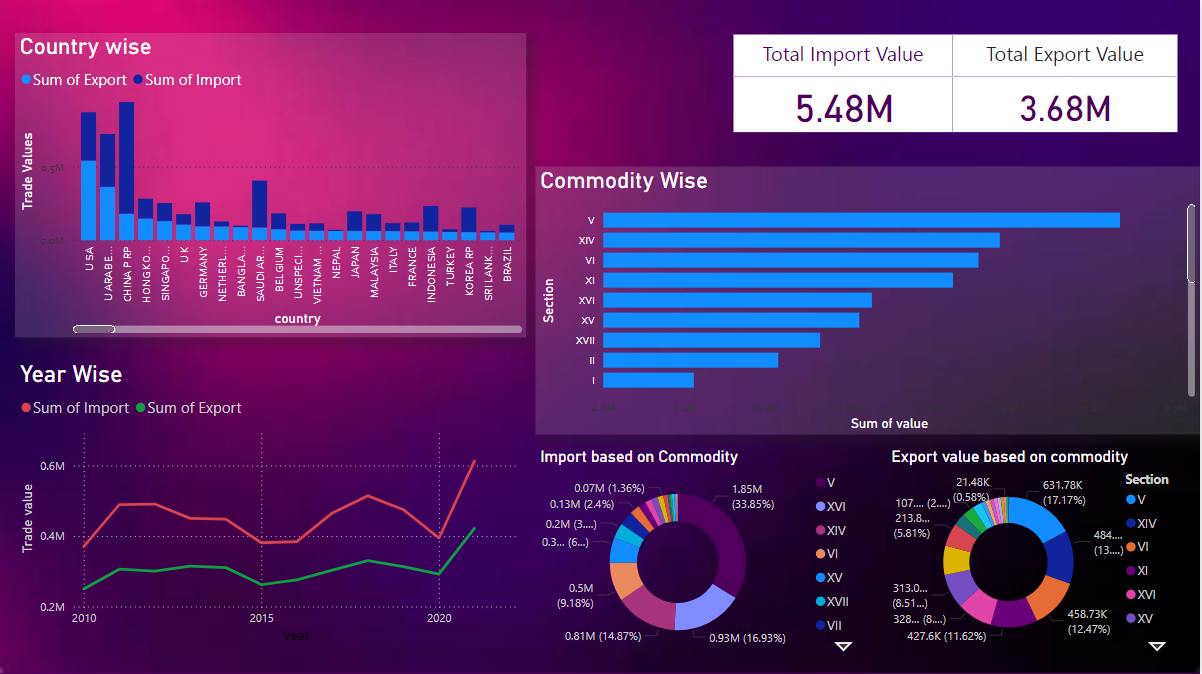 Country wise
Sum of Export Sum of Import
Trade Values
0.5M
0.0M
U S A
U ARAB E...
CHINA P RP
HONG KO...
SINGAPO...
U K
GERMANY
NETHERL...
BANGLA...
SAUDI AR...
BELGIUM
UNSPECI...
VIETNAM ...
NEPAL
JAPAN
MALAYSIA
ITALY
FRANCE
INDONESIA
TURKEY
KOREA RP
SRI LANK...
BRAZIL
country
Total Import Value Total Export Value
5.48M 3.68M
Commodity Wise
Section
V
XIV
VI
XI
XVI
XV
XVII
II
I
Sum of value
Year Wise
Sum of Import Sum of Export
Trade value
0.6M
0.4M
0.2M
2010 2015 2020
year
Import based on Commodity
0.07M (1.36%)
0.13M (2.4%)
0.2M (3....)
0.3... (6...)
0.5M
(9.18%)
0.81M (14.87%)
0.93M (16.93%)
1.85M
(33.85%)
V
XVI
XIV
VI
XV
XVII
VII
Export value based on commodity
21.48K
(0.58%)
107.... (2....)
213.8...
(5.81%)
313.0...
(8.51...)
328... (8....)
427.6K (11.62%)
458.73K
(12.47%)
484....
(13....)
631.78K
(17.17%)
Section
V
XIV
VI
XI
XVI
XV